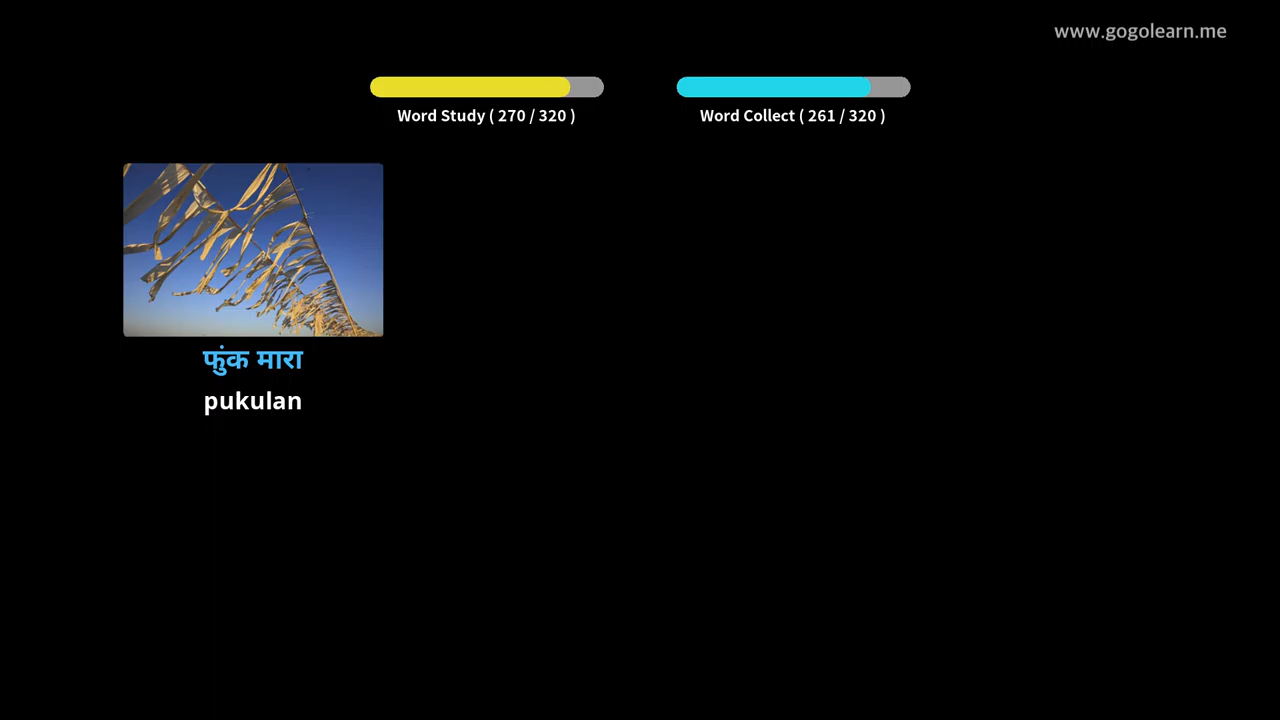 www.gogolearn.me
Word Study ( 270 / 320 )
Word Collect ( 261 / 320 )
फुंक मारा
pukulan